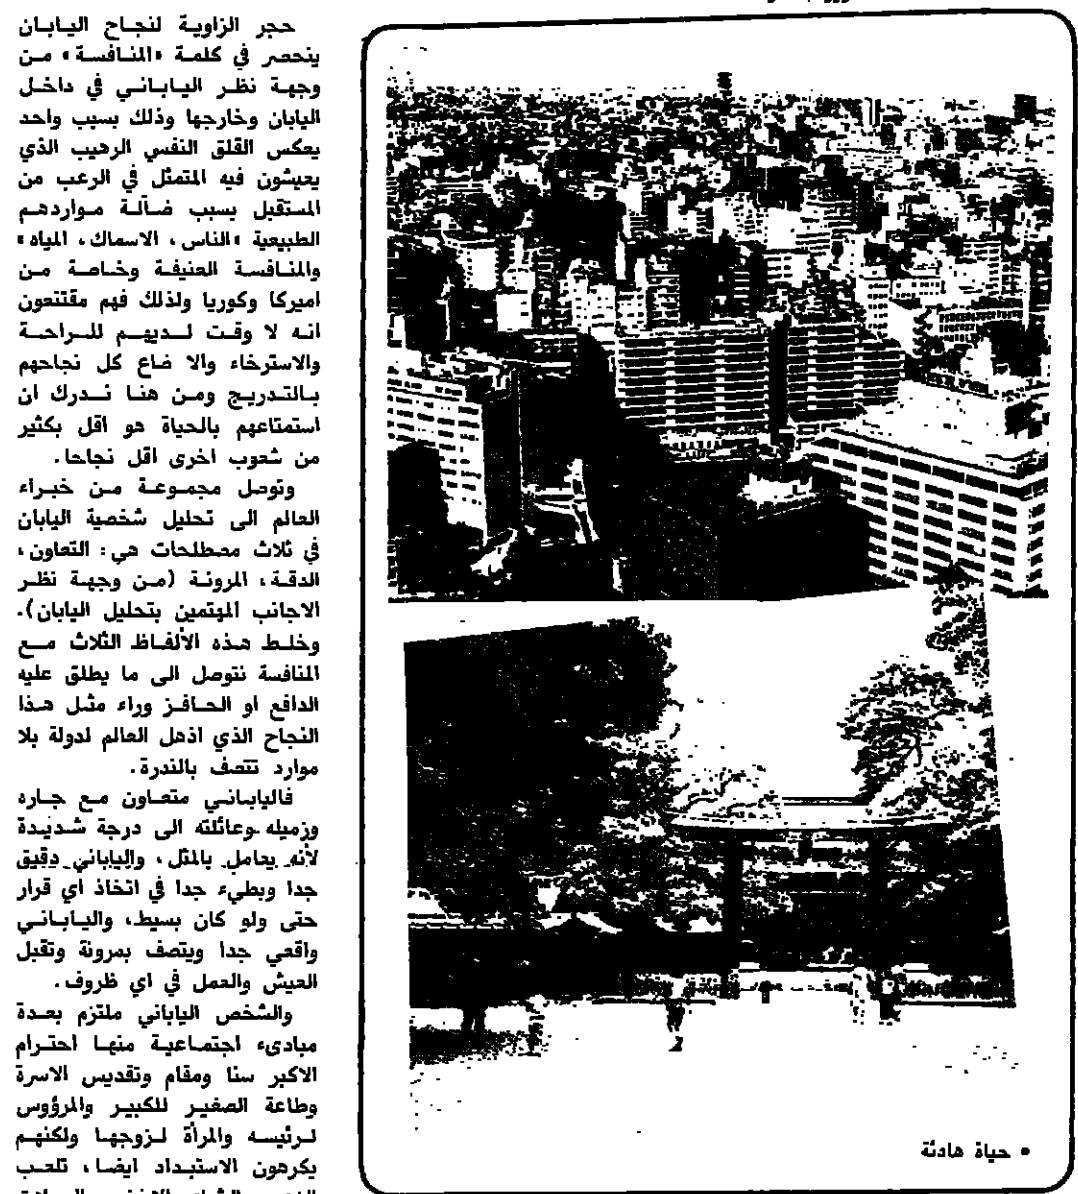 حجر الزاوية لنجاح اليابان
ينحصر في كلمة «المنافسة» من
وجهة نظر الياباني في داخل
اليابان وخارجها وذلك بسبب واحد
يعكس القلق النفسي الرهيب الذي
يعيشون فيه المتمثل في الرعب من
المستقبل بسبب ضآلة مواردهم
الطبيعية «الناس، الاسماك، المياه»
والمنافسة العنيفة وخاصة من
اميركا وكوريا ولذلك فهم مقتنعون
انه لا وقت لديهم للراحة
والاسترخاء والا ضاع كل نجاحهم
بالتدريج ومن هنا ندرك ان
استمتاعهم بالحياة هو اقل بكثير
من شعوب اخرى اقل نجاحا.
وتوصل مجموعة من خبراء
العالم الى تحليل شخصية اليابان
في ثلاث مصطلحات هي: التعاون،
الدقة، المرونة (من وجهة نظر
الاجانب المهتمين بتحليل اليابان).
وخلط هذه الألفاظ الثلاث مع
المنافسة نتوصل الى ما يطلق عليه
الدافع او الحافز وراء مثل هذا
النجاح الذي اذهل العالم لدولة بلا
موارد تتصف بالندرة.
فالياباني متعاون مع جاره
وزميله وعائلته الى درجة شديدة
لأنه يعامل بالمثل، والياباني دقيق
جدا وبطيء جدا في اتخاذ اي قرار
حتى ولو كان بسيط، والياباني
واقعي جدا ويتصف بمرونة وتقبل
العيش والعمل في اي ظروف.
والشخص الياباني ملتزم بعدة
مبادىء اجتماعية منها احترام
الاكبر سنا ومقام وتقديس الاسرة
وطاعة الصغير للكبير والمرؤوس
لرئيسه والمرأة لزوجها ولكنهم
يكرهون الاستبداد ايضا، تلعب
• حياة هادئة